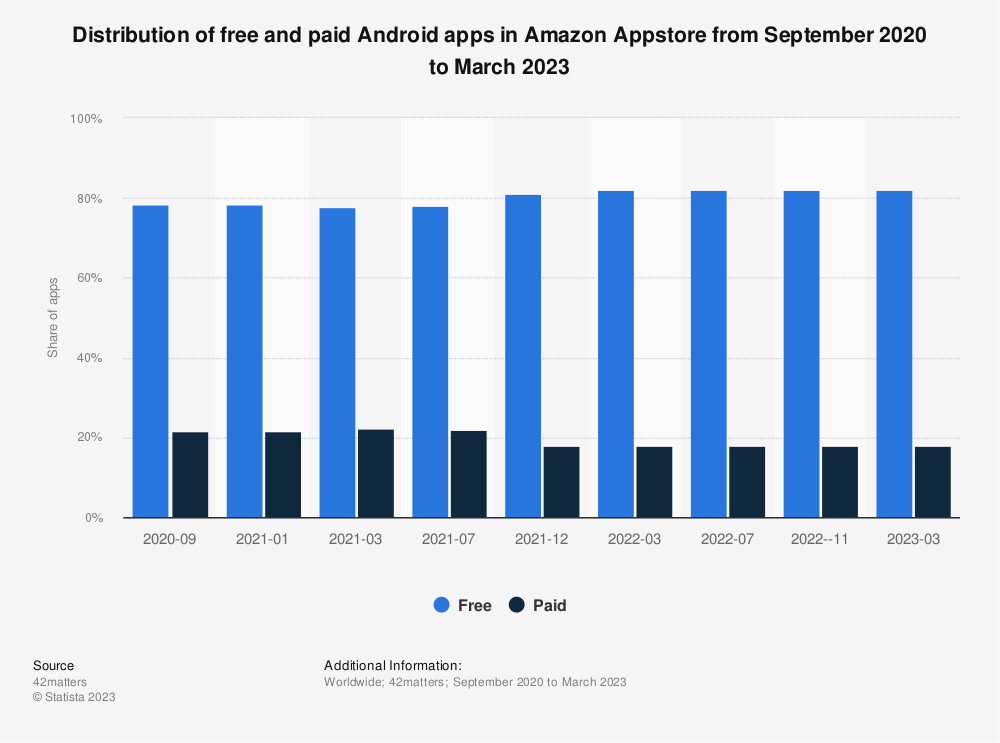 Distribution of free and paid Android apps in Amazon Appstore from September 2020
to March 2023
100%
80%
60%
40%
20%
0%
Share of apps
2020-09 2021-01 2021-03 2021-07 2021-12 2022-03 2022-07 2022--11 2023-03
Free Paid
Source
42matters
© Statista 2023
Additional Information:
Worldwide; 42matters; September 2020 to March 2023